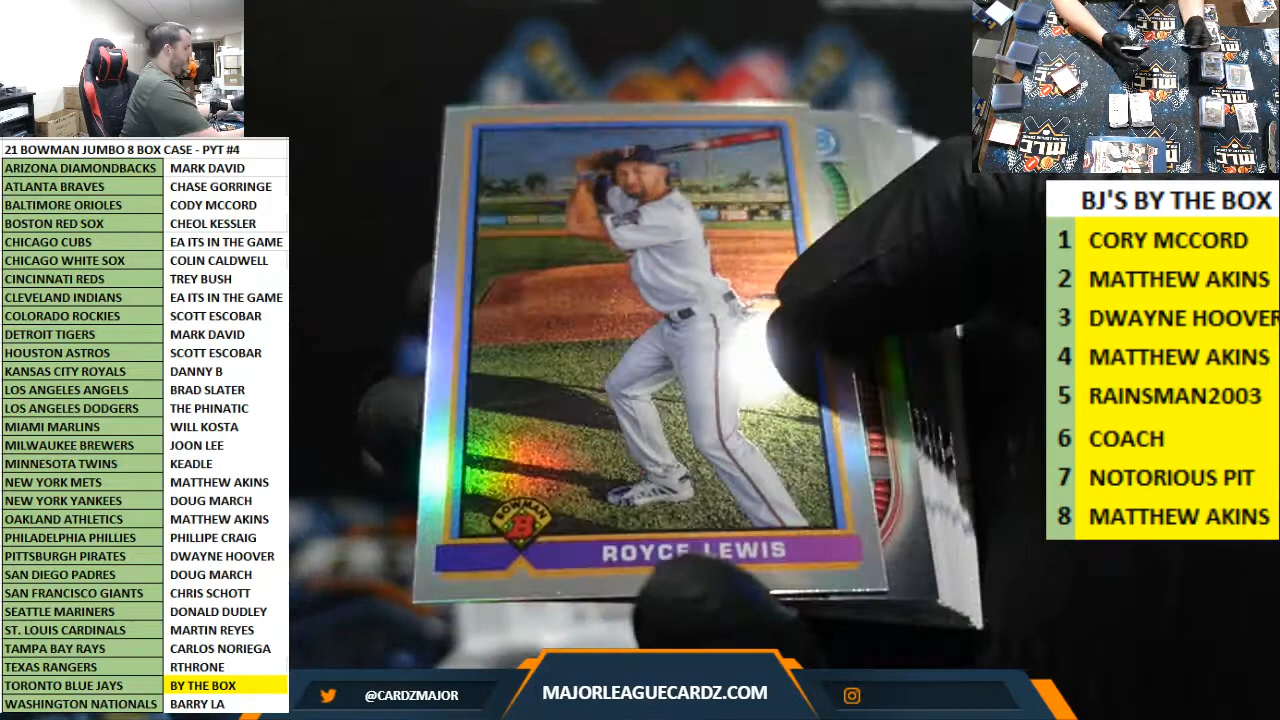 21 BOWMAN JUMBO 8 BOX CASE - PYT #4
ARIZONA DIAMONDBACKS MARK DAVID
ATLANTA BRAVES CHASE GORRINGE
BALTIMORE ORIOLES CODY MCCORD
BOSTON RED SOX CHEOL KESSLER
CHICAGO CUBS EA ITS IN THE GAME
CHICAGO WHITE SOX COLIN CALDWELL
CINCINNATI REDS TREY BUSH
CLEVELAND INDIANS EA ITS IN THE GAME
COLORADO ROCKIES SCOTT ESCOBAR
DETROIT TIGERS MARK DAVID
HOUSTON ASTROS SCOTT ESCOBAR
KANSAS CITY ROYALS DANNY B
LOS ANGELES ANGELS BRAD SLATER
LOS ANGELES DODGERS THE PHINATIC
MIAMI MARLINS WILL KOSTA
MILWAUKEE BREWERS JOON LEE
MINNESOTA TWINS KEADLE
NEW YORK METS MATTHEW AKINS
NEW YORK YANKEES DOUG MARCH
OAKLAND ATHLETICS MATTHEW AKINS
PHILADELPHIA PHILLIES PHILLIPE CRAIG
PITTSBURGH PIRATES DWAYNE HOOVER
SAN DIEGO PADRES DOUG MARCH
SAN FRANCISCO GIANTS CHRIS SCHOTT
SEATTLE MARINERS DONALD DUDLEY
ST. LOUIS CARDINALS MARTIN REYES
TAMPA BAY RAYS CARLOS NORIEGA
TEXAS RANGERS RTHRONE
TORONTO BLUE JAYS BY THE BOX
WASHINGTON NATIONALS BARRY LA
BOWMAN
B
ROYCE LEWIS
BJ'S BY THE BOX
1 CORY MCCORD
2 MATTHEW AKINS
3 DWAYNE HOOVER
4 MATTHEW AKINS
5 RAINSMAN2003
6 COACH
7 NOTORIOUS PIT
8 MATTHEW AKINS
@CARDZMAJOR
MAJORLEAGUECARDZ.COM